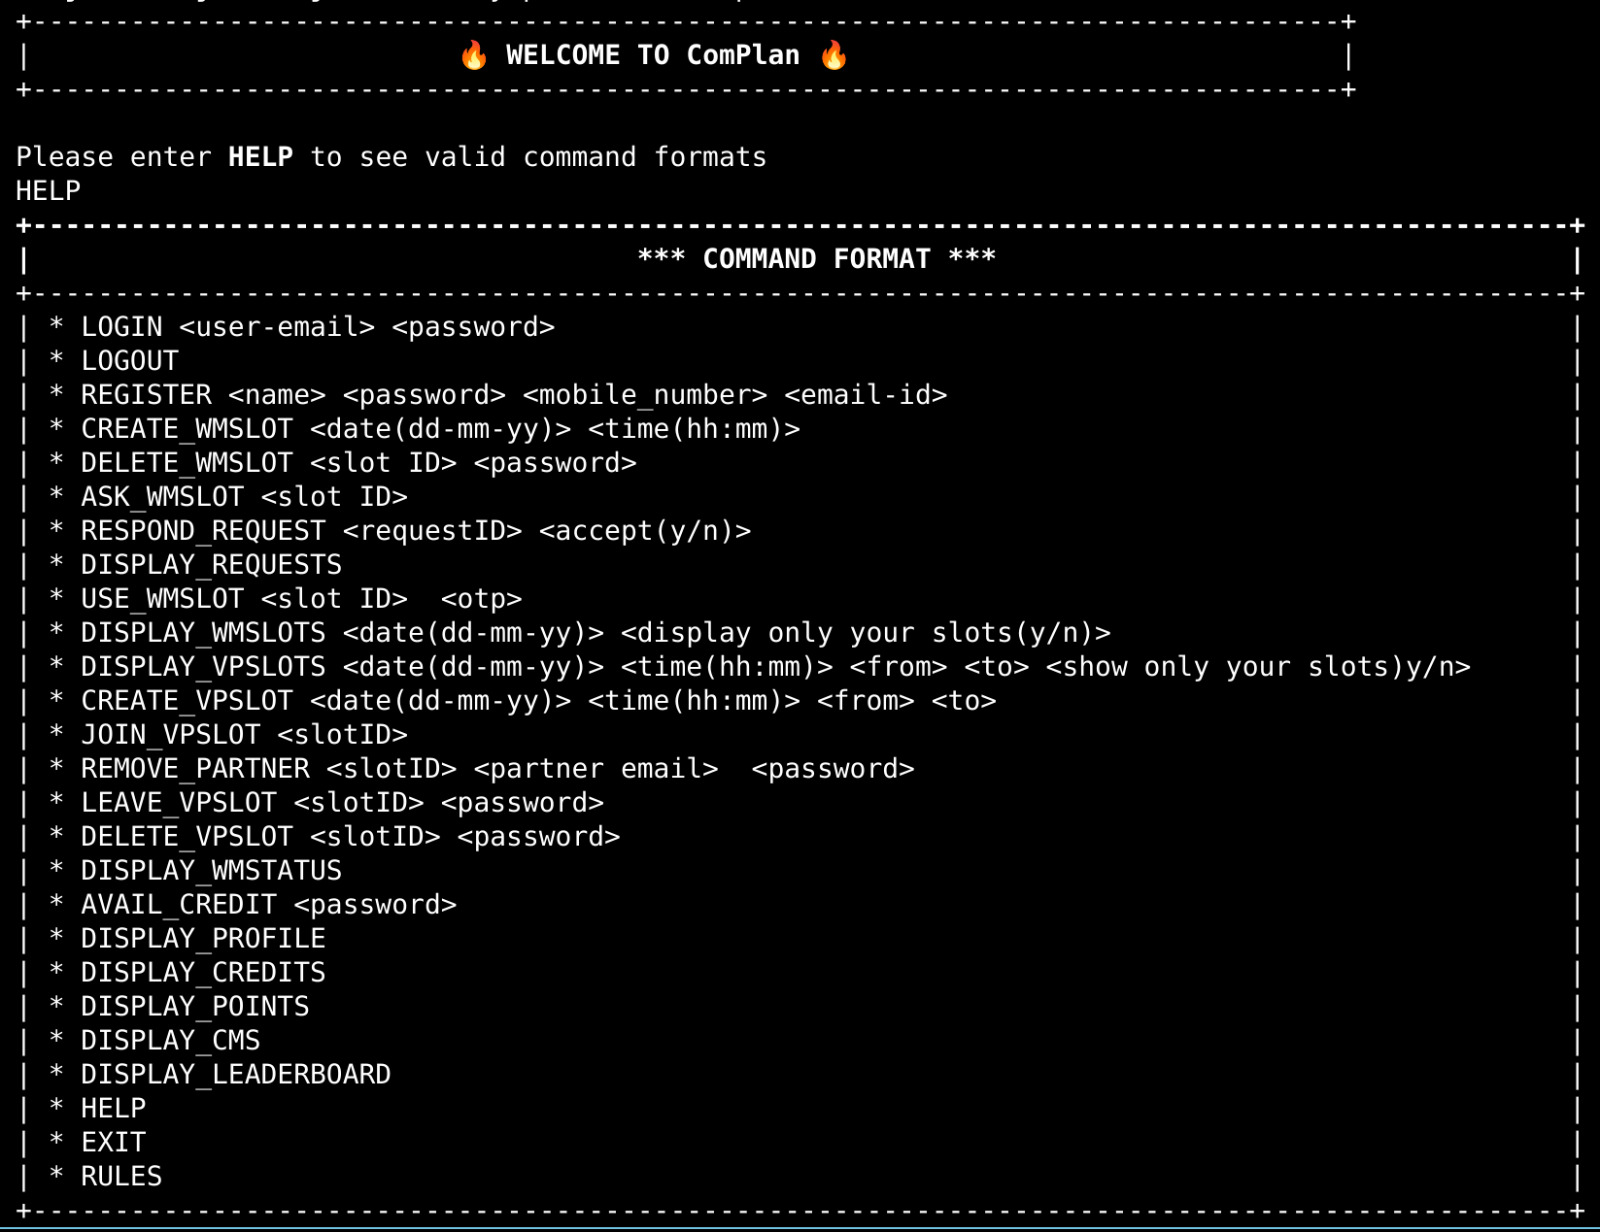 +--------------------------------------------------------------------------------+
| 🔥 WELCOME TO ComPlan 🔥 |
+--------------------------------------------------------------------------------+
Please enter HELP to see valid command formats
HELP
+----------------------------------------------------------------------------------------------+
| *** COMMAND FORMAT *** |
+----------------------------------------------------------------------------------------------+
| * LOGIN <user-email> <password> |
| * LOGOUT |
| * REGISTER <name> <password> <mobile_number> <email-id> |
| * CREATE_WMSLOT <date(dd-mm-yy)> <time(hh:mm)> |
| * DELETE_WMSLOT <slot ID> <password> |
| * ASK_WMSLOT <slot ID> |
| * RESPOND_REQUEST <requestID> <accept(y/n)> |
| * DISPLAY_REQUESTS |
| * USE_WMSLOT <slot ID>  <otp> |
| * DISPLAY_WMSLOTS <date(dd-mm-yy)> <display only your slots(y/n)> |
| * DISPLAY_VPSLOTS <date(dd-mm-yy)> <time(hh:mm)> <from> <to> <show only your slots)y/n> |
| * CREATE_VPSLOT <date(dd-mm-yy)> <time(hh:mm)> <from> <to> |
| * JOIN_VPSLOT <slotID> |
| * REMOVE_PARTNER <slotID> <partner email>  <password> |
| * LEAVE_VPSLOT <slotID> <password> |
| * DELETE_VPSLOT <slotID> <password> |
| * DISPLAY_WMSTATUS |
| * AVAIL_CREDIT <password> |
| * DISPLAY_PROFILE |
| * DISPLAY_CREDITS |
| * DISPLAY_POINTS |
| * DISPLAY_CMS |
| * DISPLAY_LEADERBOARD |
| * HELP |
| * EXIT |
| * RULES |
+----------------------------------------------------------------------------------------------+